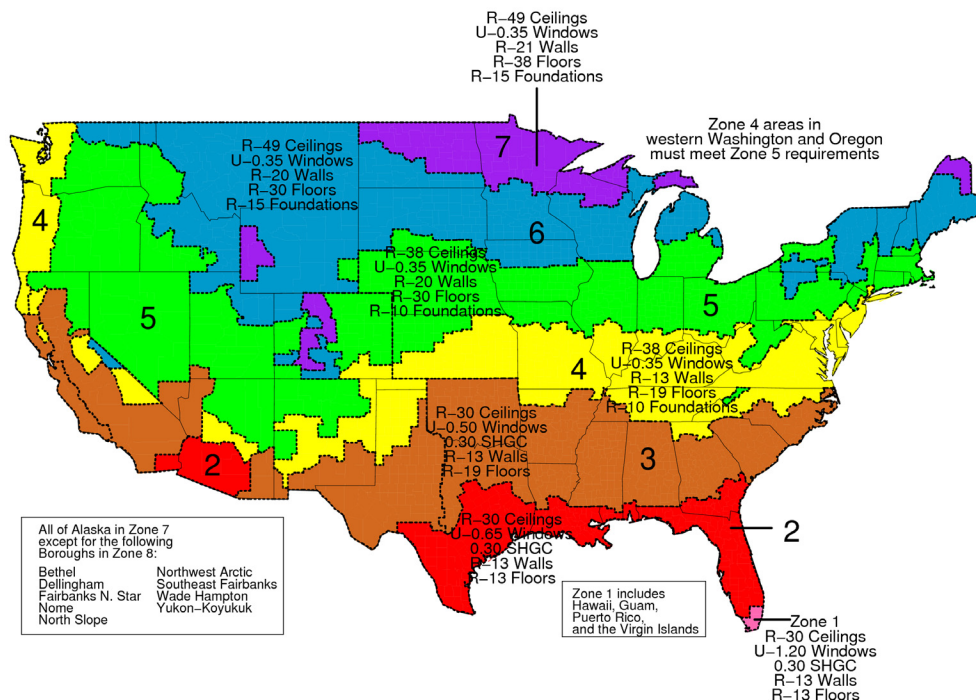 R–49 Ceilings
U–0.35 Windows
R–21 Walls
R–38 Floors
R–15 Foundations
7
Zone 4 areas in
western Washington and Oregon
must meet Zone 5 requirements
R–49 Ceilings
U–0.35 Windows
R–20 Walls
R–30 Floors
R–15 Foundations
4
6
R–38 Ceilings
U–0.35 Windows
R–20 Walls
R–30 Floors
R–10 Foundations
5
5
4
R–38 Ceilings
U–0.35 Windows
R–13 Walls
R–19 Floors
R–10 Foundations
R–30 Ceilings
U–0.50 Windows
0.30 SHGC
R–13 Walls
R–19 Floors
3
2
R–30 Ceilings
U–0.65 Windows
0.30 SHGC
R–13 Walls
R–13 Floors
2
All of Alaska in Zone 7
except for the following
Boroughs in Zone 8:
Bethel Northwest Arctic
Dellingham Southeast Fairbanks
Fairbanks N. Star Wade Hampton
Nome Yukon–Koyukuk
North Slope
Zone 1 includes
Hawaii, Guam,
Puerto Rico,
and the Virgin Islands
Zone 1
R–30 Ceilings
U–1.20 Windows
0.30 SHGC
R–13 Walls
R–13 Floors